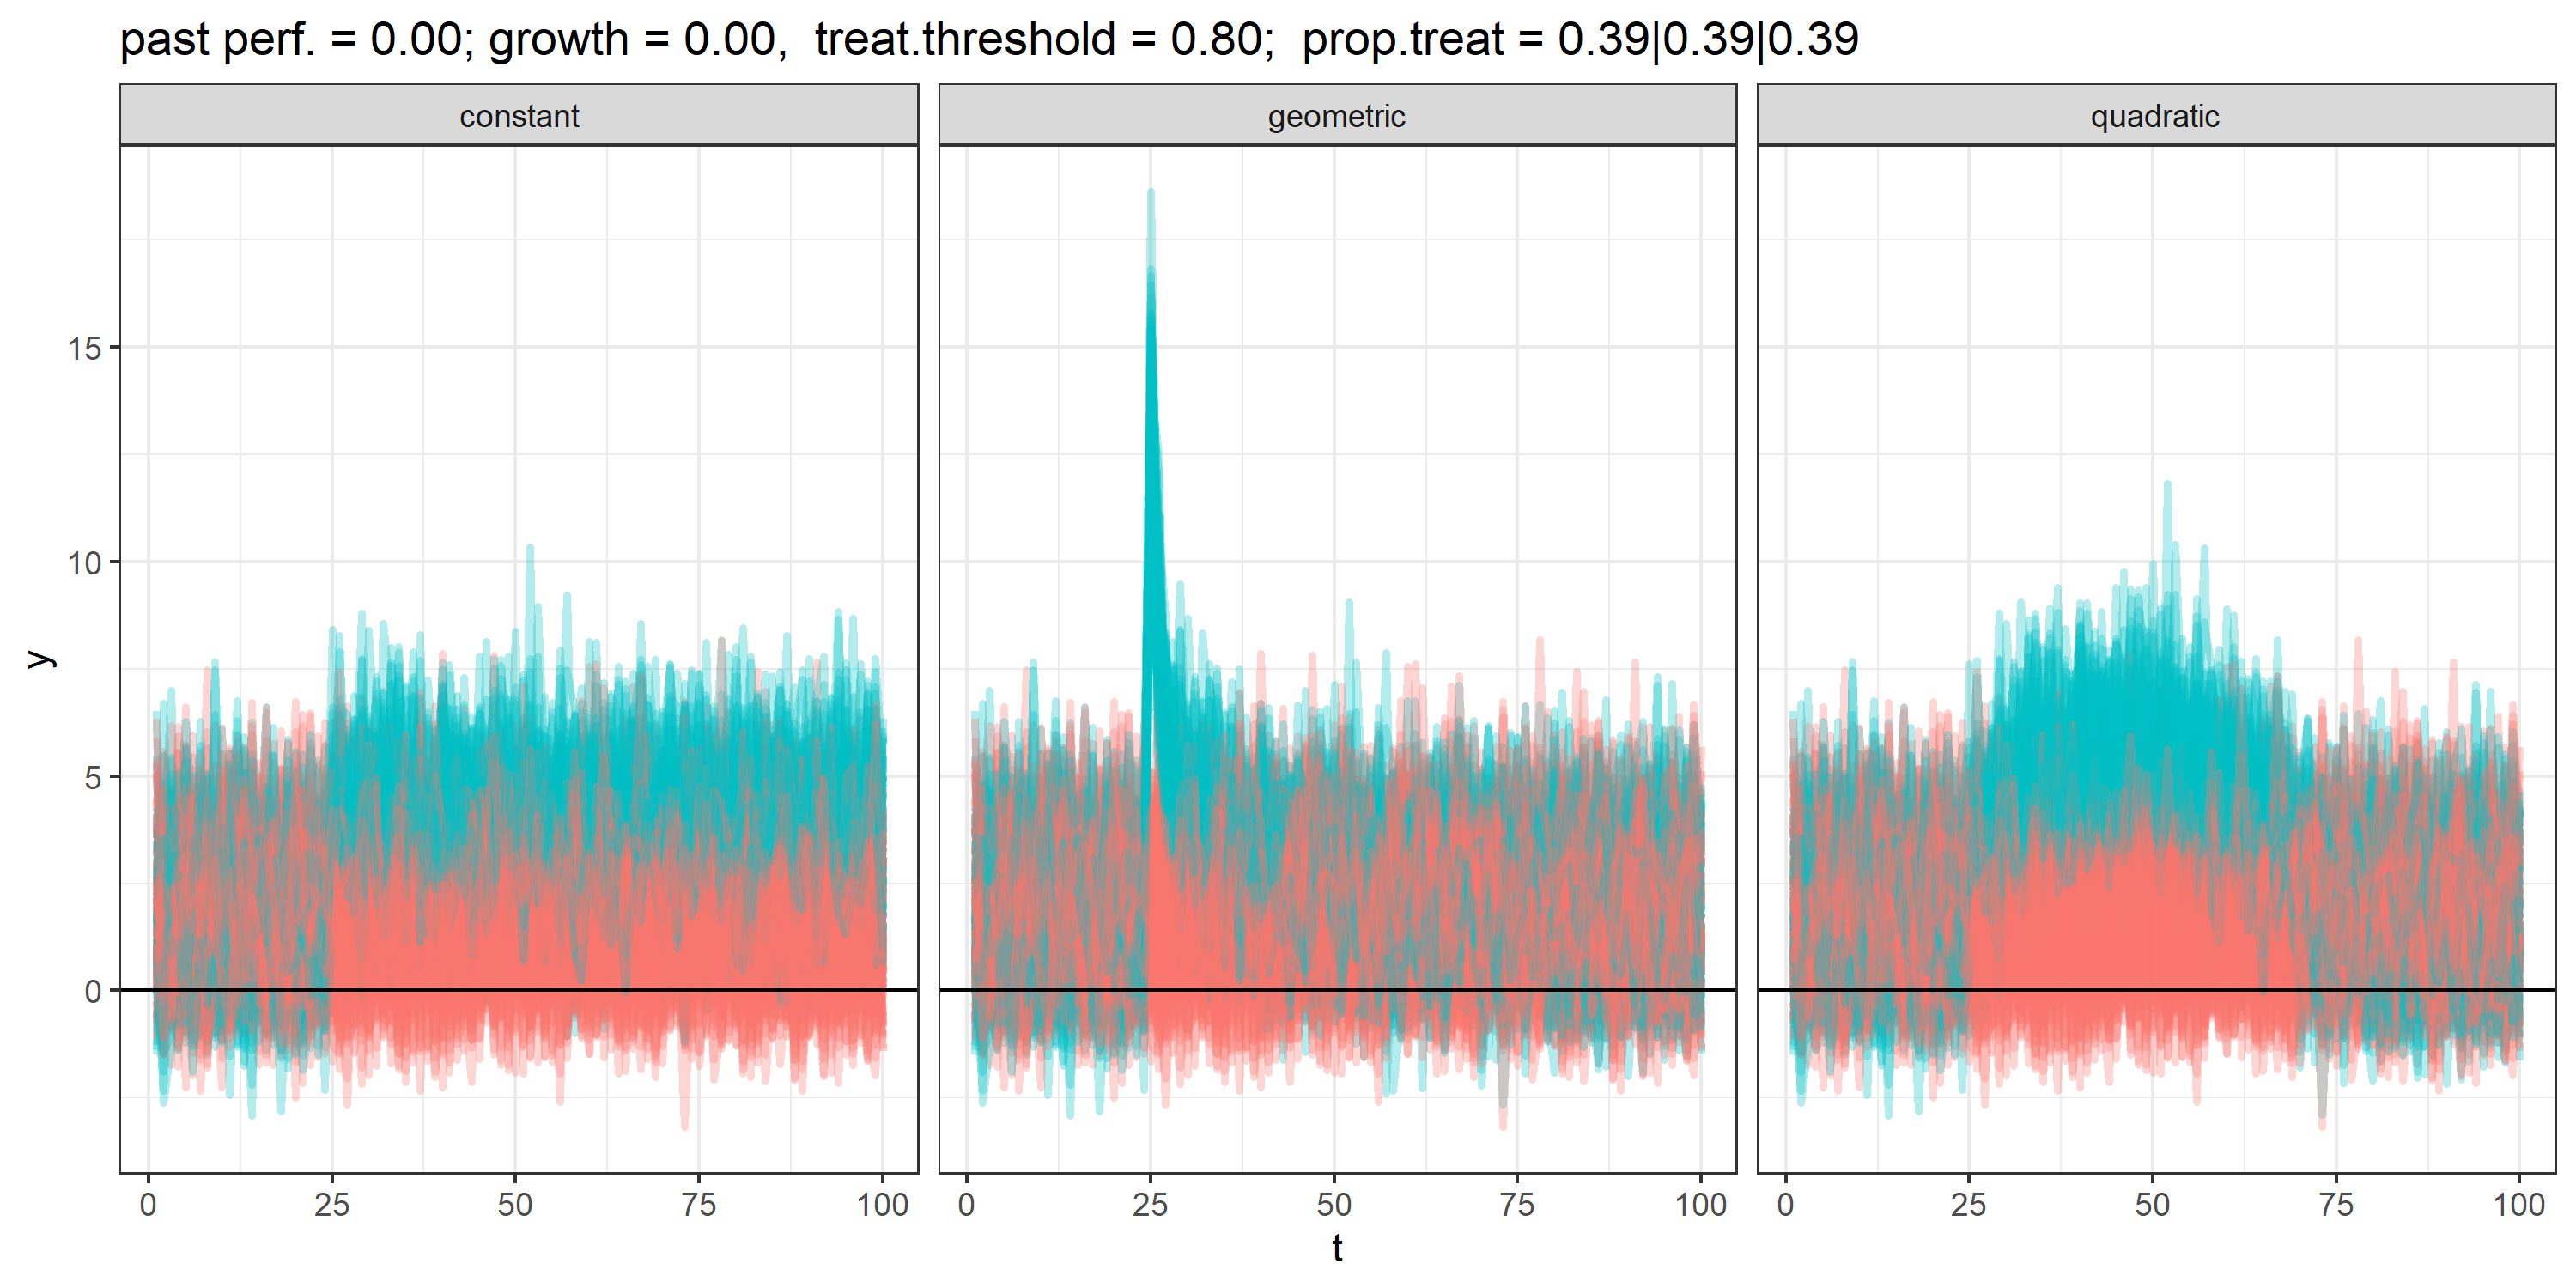 past perf. = 0.00; growth = 0.00,  treat.threshold = 0.80;  prop.treat = 0.39|0.39|0.39
constant geometric quadratic
15
10
5
0
y
0 25 50 75 100 0 25 50 75 100 0 25 50 75 100
t